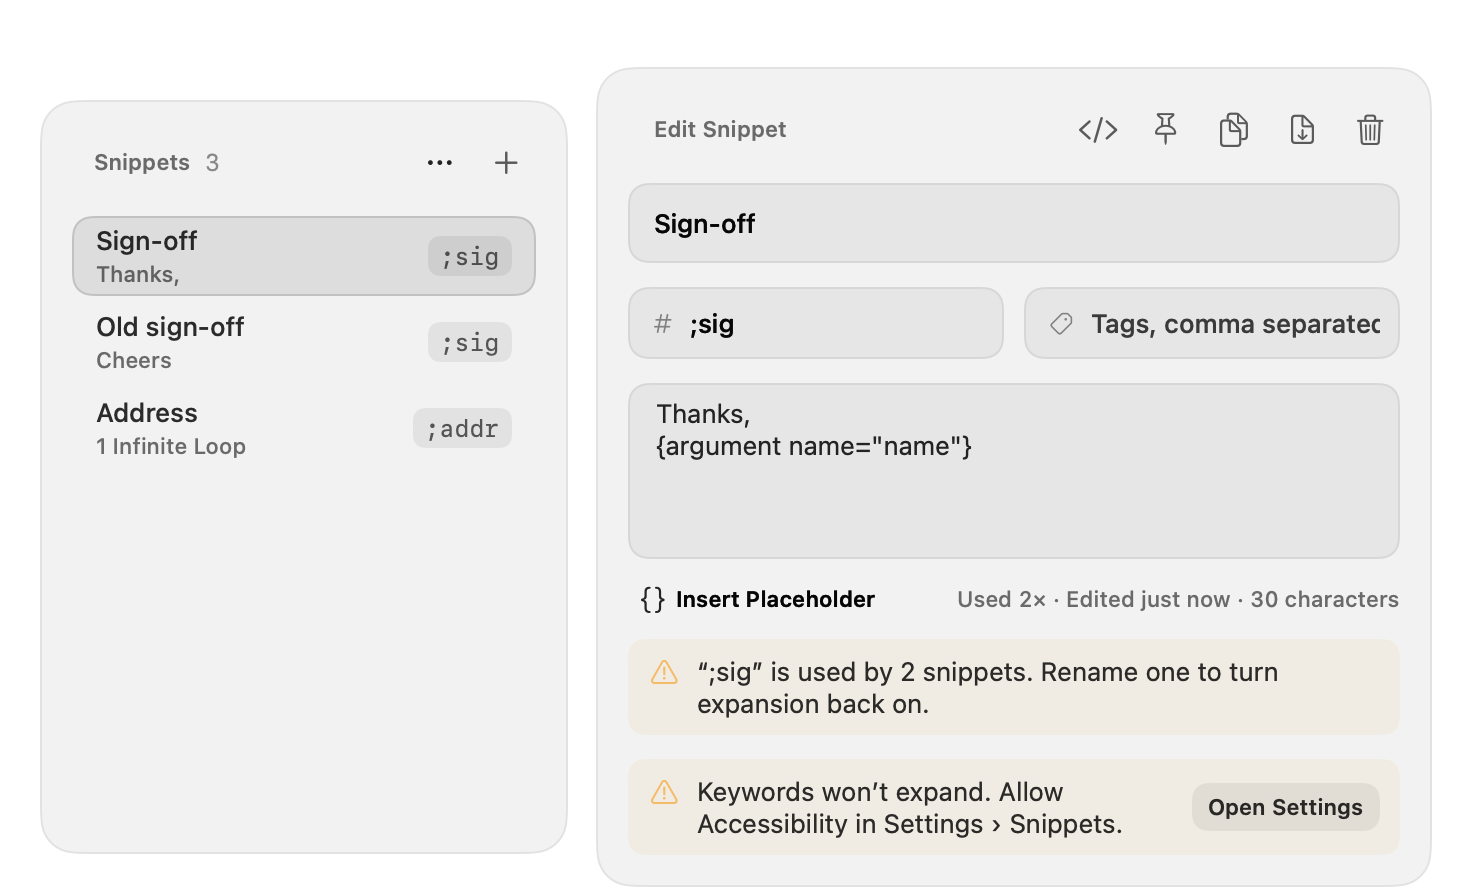 Snippets 3
Sign-off
;sig
Thanks,
Old sign-off
;sig
Cheers
Address
;addr
1 Infinite Loop
Edit Snippet
Sign-off
# ;sig
Tags, comma separated
Thanks,
{argument name="name"}
{} Insert Placeholder
Used 2× · Edited just now · 30 characters
“;sig” is used by 2 snippets. Rename one to turn
expansion back on.
Keywords won’t expand. Allow
Accessibility in Settings › Snippets.
Open Settings